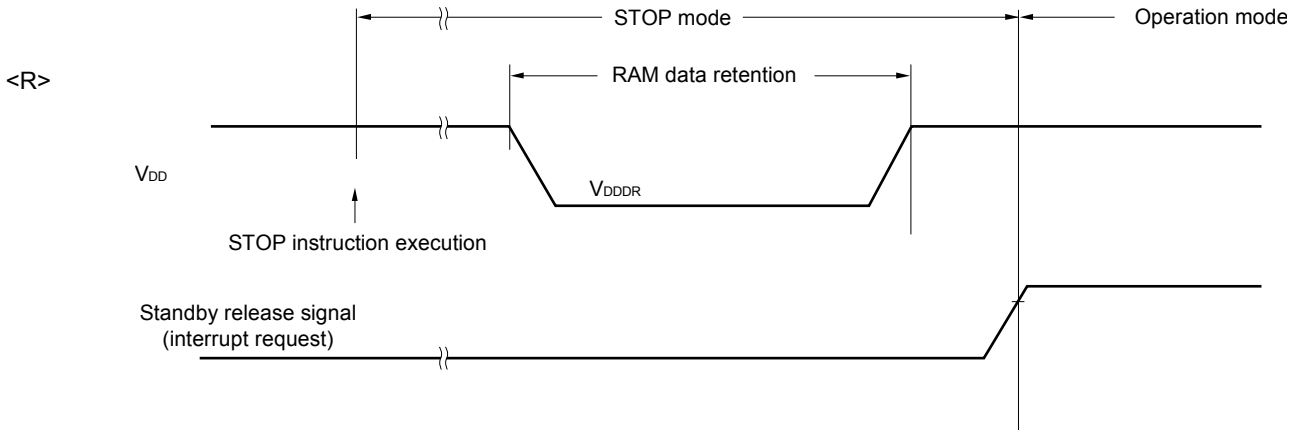 STOP mode
Operation mode
<R>
RAM data retention
VDD
VDDDR
STOP instruction execution
Standby release signal
(interrupt request)